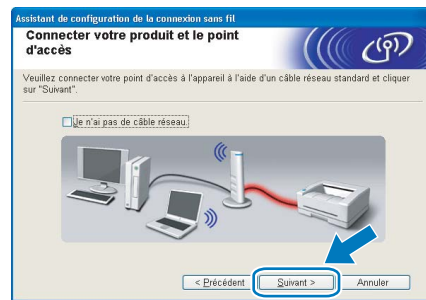 Assistant de configuration de la connexion sans fil
Connecter votre produit et le point
d'accès
Veuillez connecter votre point d'accès à l'appareil à l'aide d'un câble réseau standard et cliquer
sur "Suivant".
Je n'ai pas de câble réseau.
< Précédent
Suivant >
Annuler